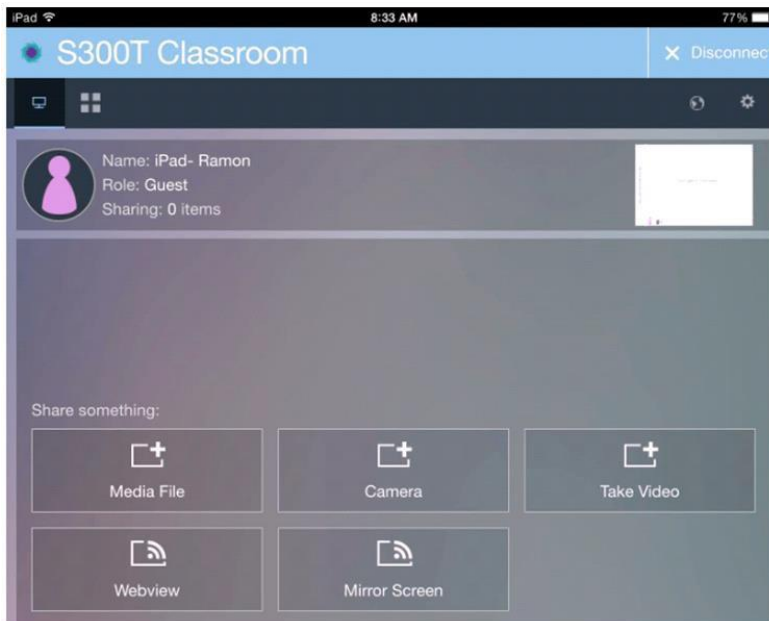 iPad 8:33 AM 77%
S300T Classroom Disconnec
Name: iPad- Ramon
Role: Guest
Sharing: 0 items
Share something:
Media File Camera Take Video
Webview Mirror Screen